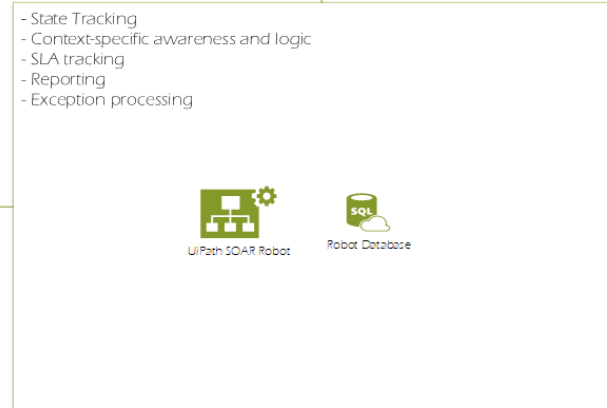 - State Tracking
- Context-specific awareness and logic
- SLA tracking
- Reporting
- Exception processing
SQL
UiPath SOAR Robot
Robot Database